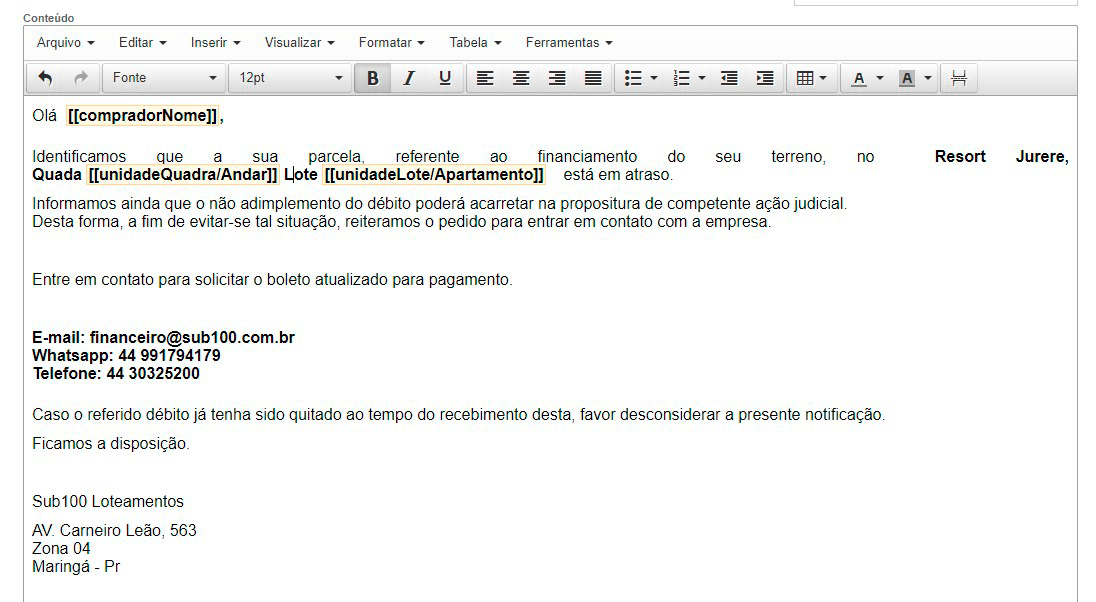 Conteúdo
Arquivo Editar Inserir Visualizar Formatar Tabela Ferramentas
Fonte 12pt B I U A A
Olá [[compradorNome]],
Identificamos que a sua parcela, referente ao financiamento do seu terreno, no Resort Jurere,
Quada [[unidadeQuadra/Andar]] Lote [[unidadeLote/Apartamento]] está em atraso.
Informamos ainda que o não adimplemento do débito poderá acarretar na propositura de competente ação judicial.
Desta forma, a fim de evitar-se tal situação, reiteramos o pedido para entrar em contato com a empresa.
Entre em contato para solicitar o boleto atualizado para pagamento.
E-mail: financeiro@sub100.com.br
Whatsapp: 44 991794179
Telefone: 44 30325200
Caso o referido débito já tenha sido quitado ao tempo do recebimento desta, favor desconsiderar a presente notificação.
Ficamos a disposição.
Sub100 Loteamentos
AV. Carneiro Leão, 563
Zona 04
Maringá - Pr